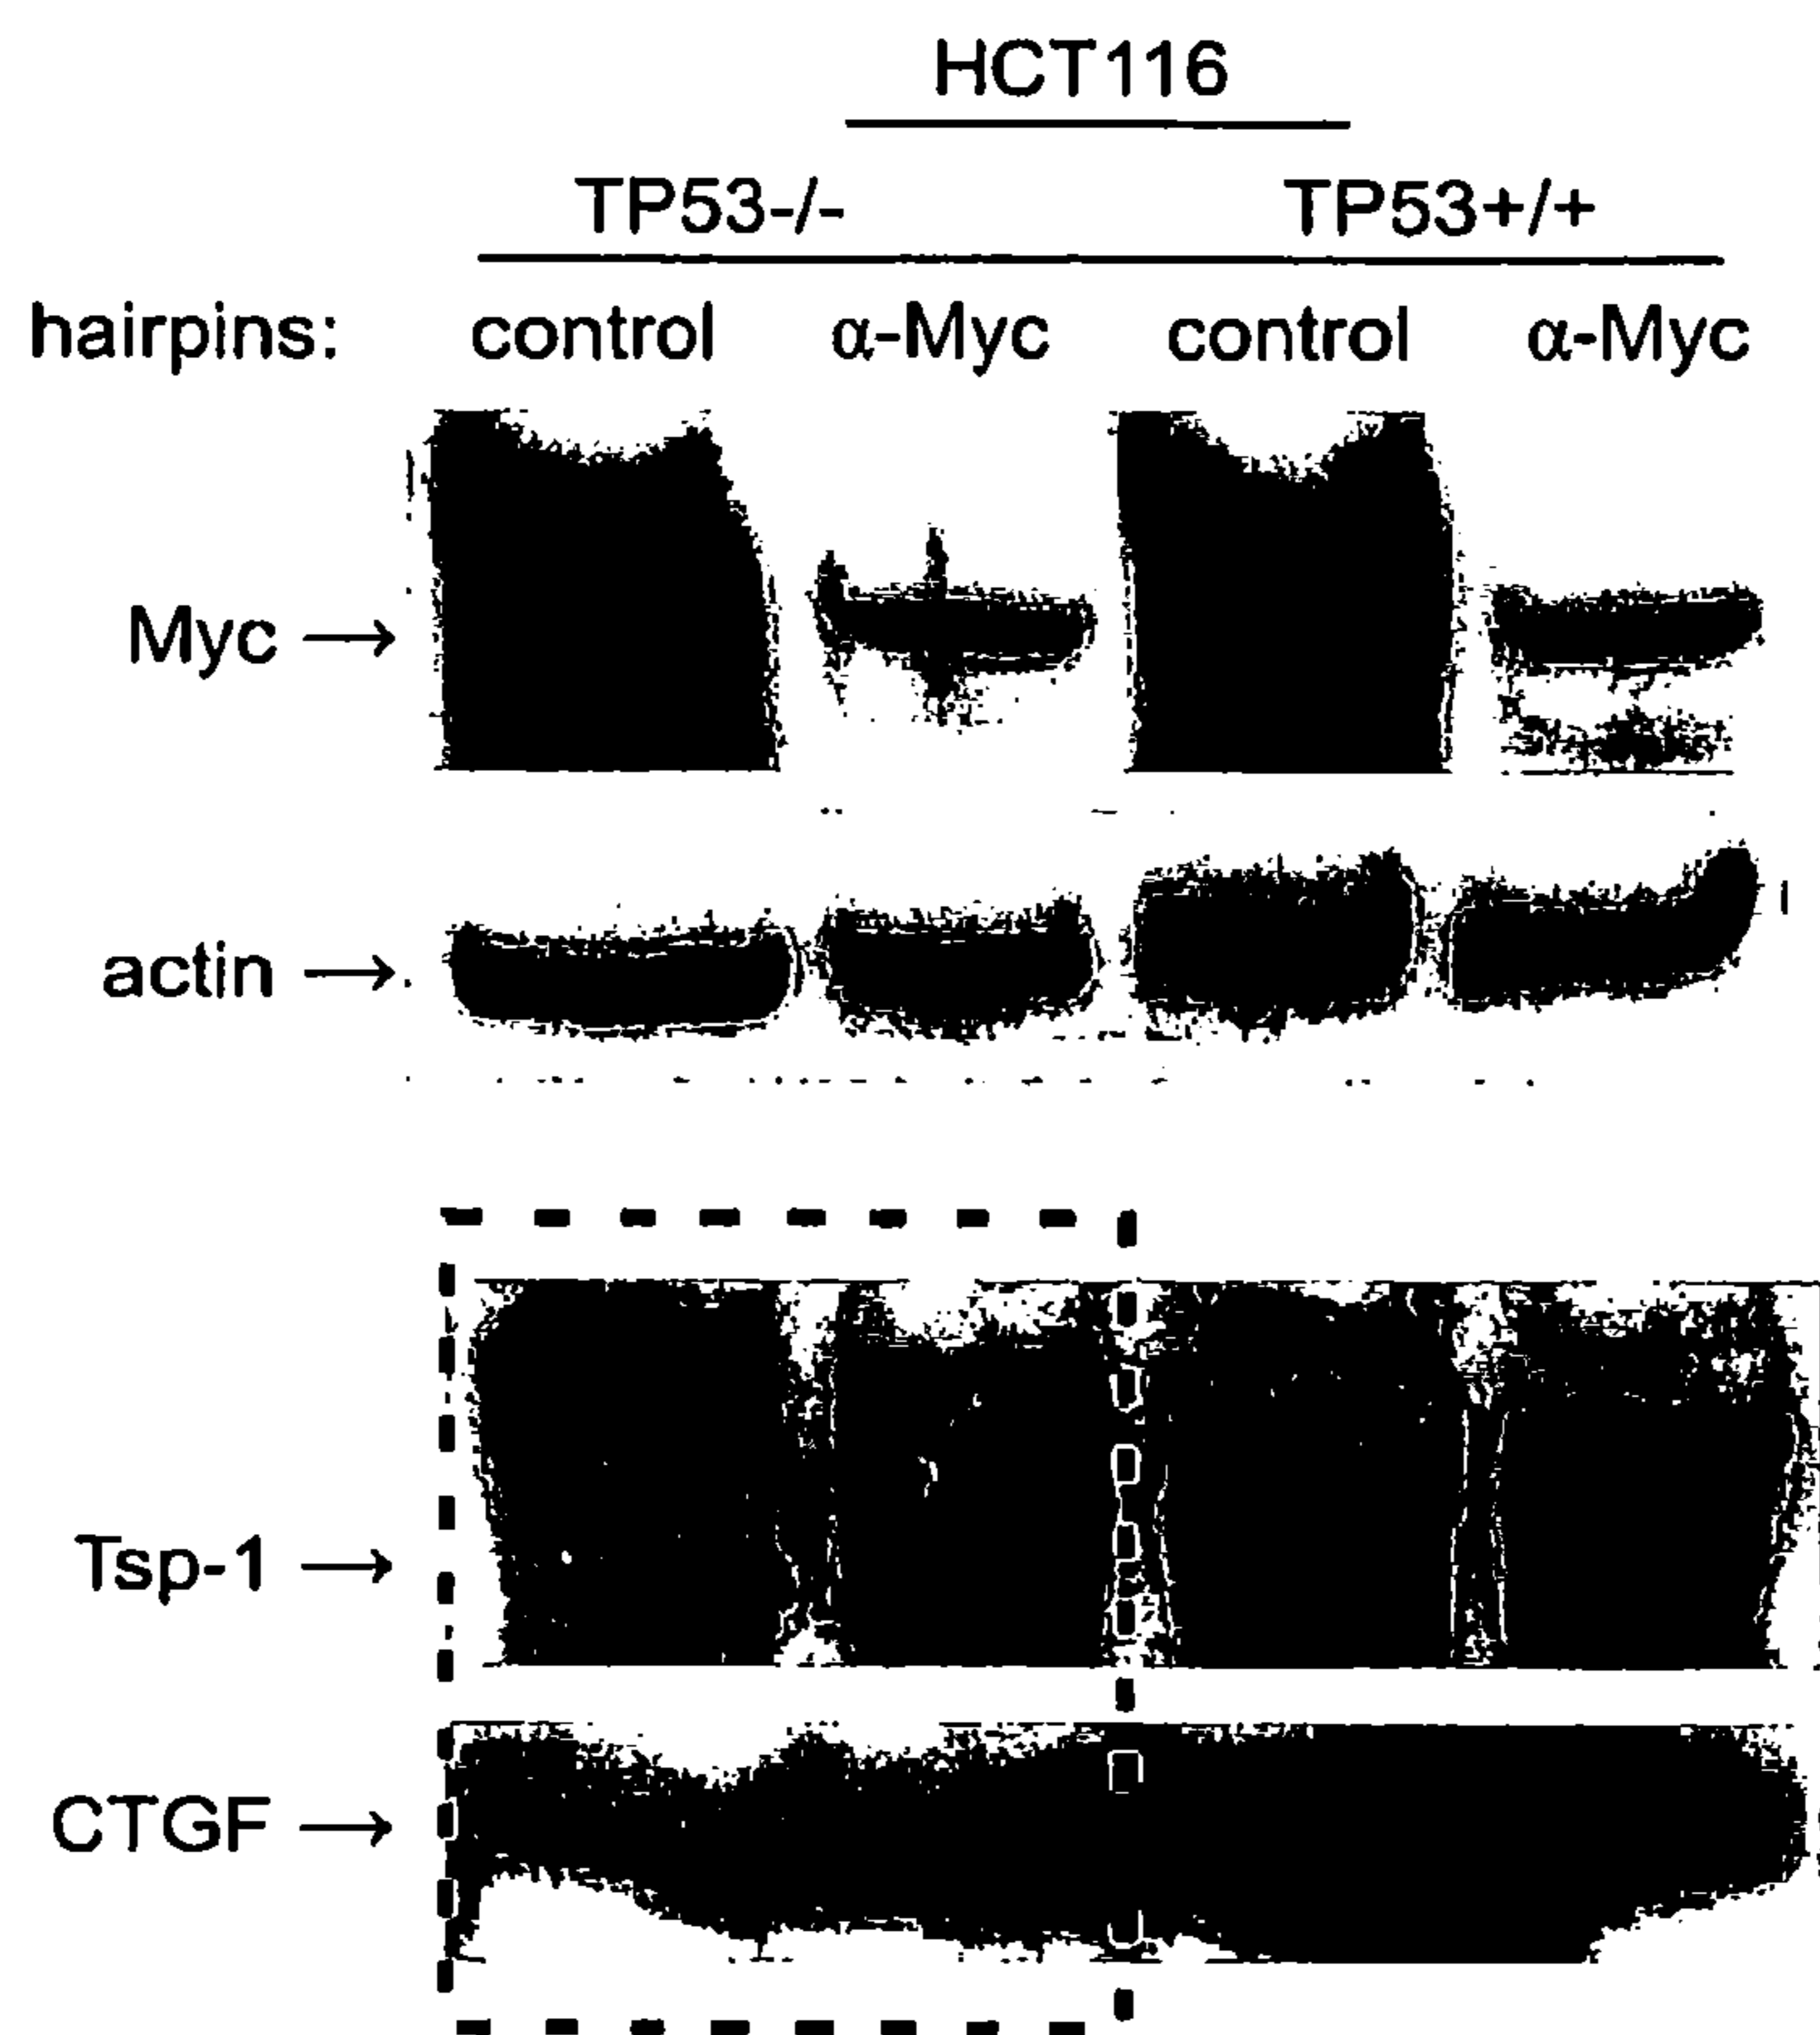 HCT116
TP53-/- TP53+/+
hairpins: control α-Myc control α-Myc
Myc →
actin →
Tsp-1 →
CTGF →